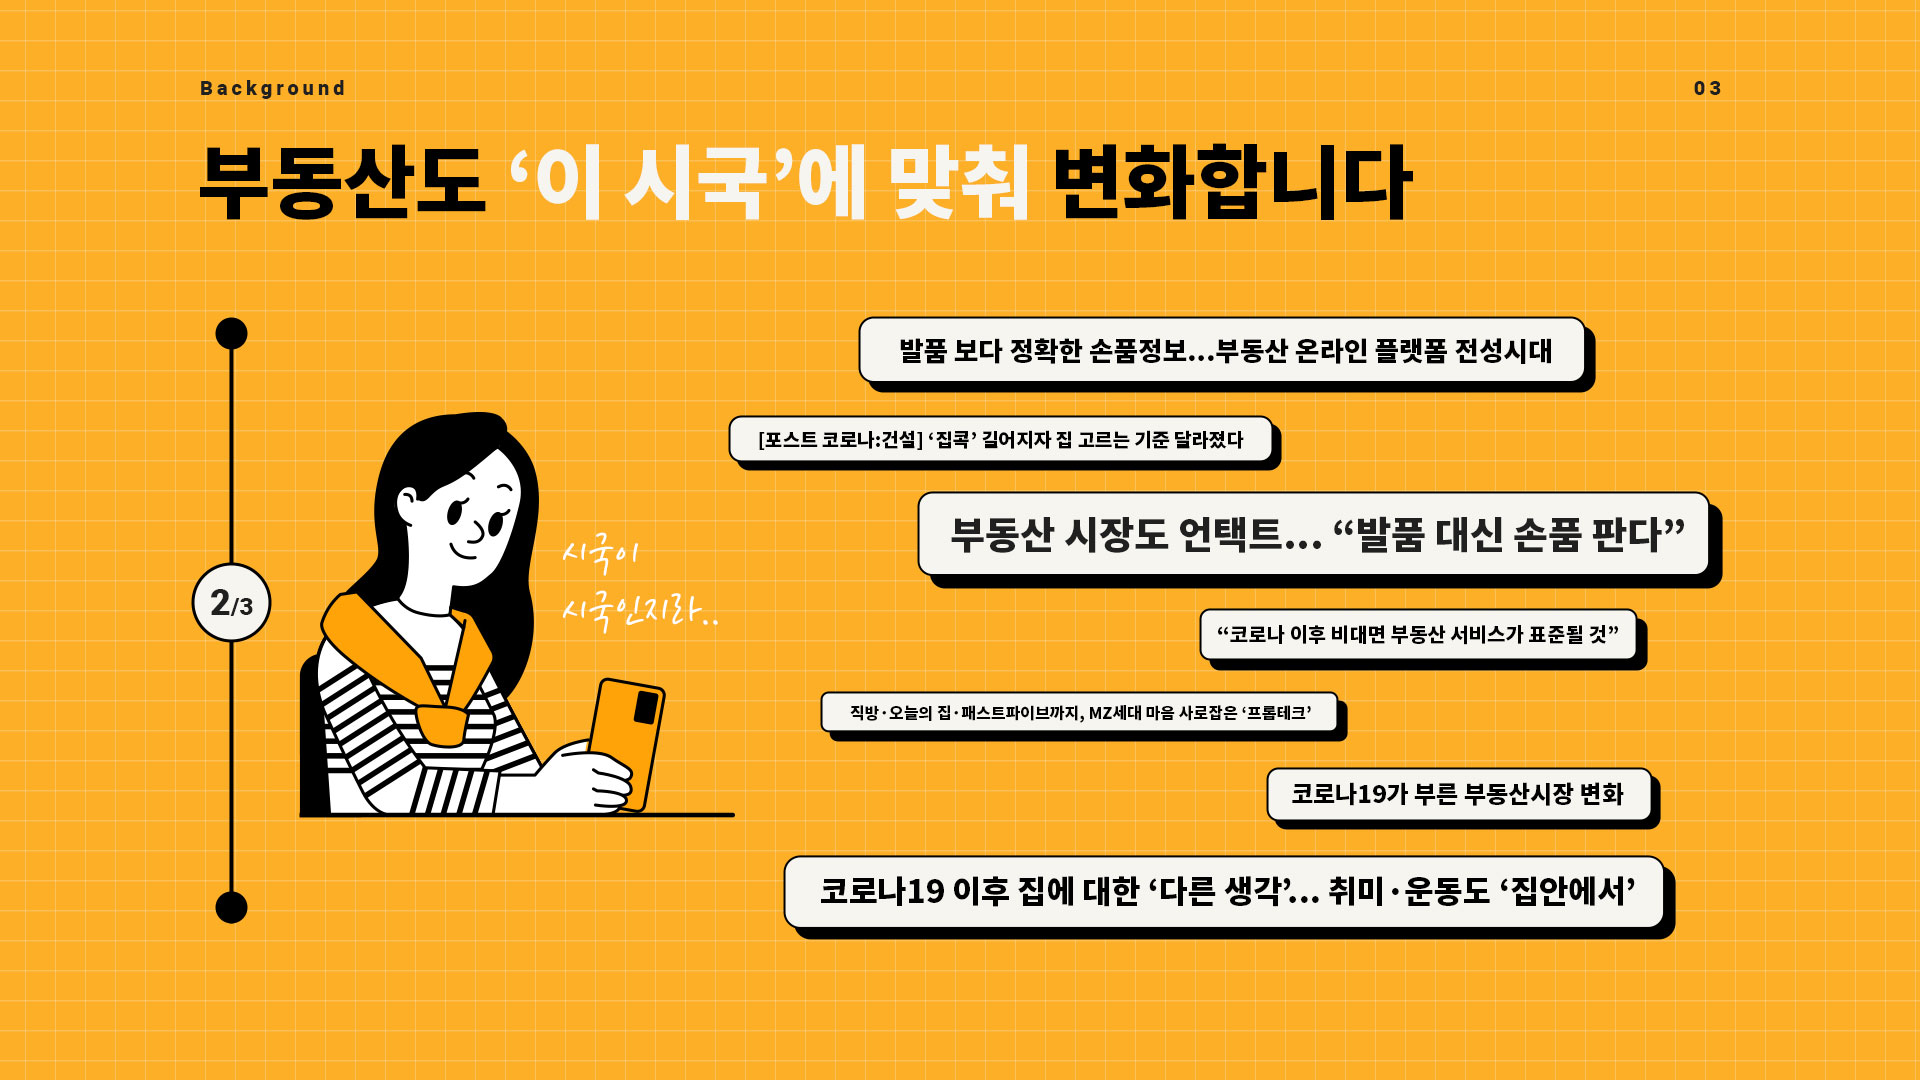 Background
03
부동산도 ‘이 시국’에 맞춰 변화합니다
발품 보다 정확한 손품정보...부동산 온라인 플랫폼 전성시대
[포스트 코로나:건설] ‘집콕’ 길어지자 집 고르는 기준 달라졌다
부동산 시장도 언택트... “발품 대신 손품 판다”
시국이
시국인지라..
2/3
“코로나 이후 비대면 부동산 서비스가 표준될 것”
직방·오늘의 집·패스트파이브까지, MZ세대 마음 사로잡은 ‘프롭테크’
코로나19가 부른 부동산시장 변화
코로나19 이후 집에 대한 ‘다른 생각’... 취미·운동도 ‘집안에서’